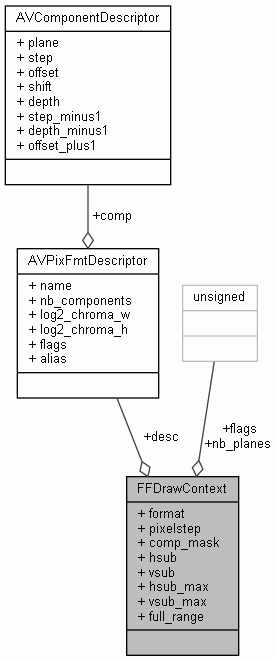 AVComponentDescriptor
+ plane
+ step
+ offset
+ shift
+ depth
+ step_minus1
+ depth_minus1
+ offset_plus1
+comp
AVPixFmtDescriptor
+ name
+ nb_components
+ log2_chroma_w
+ log2_chroma_h
+ flags
+ alias
unsigned
+desc
+flags
+nb_planes
FFDrawContext
+ format
+ pixelstep
+ comp_mask
+ hsub
+ vsub
+ hsub_max
+ vsub_max
+ full_range